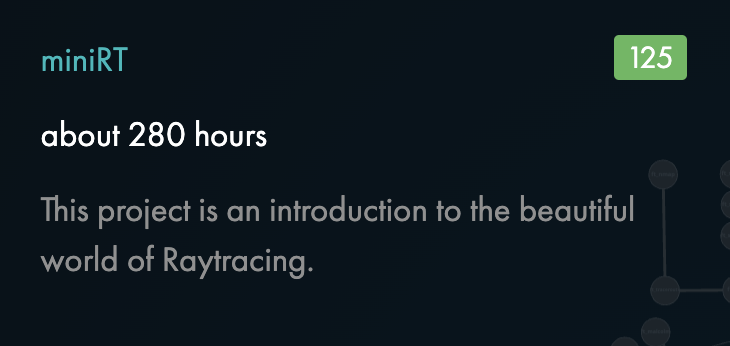 miniRT
125
about 280 hours
This project is an introduction to the beautiful
world of Raytracing.